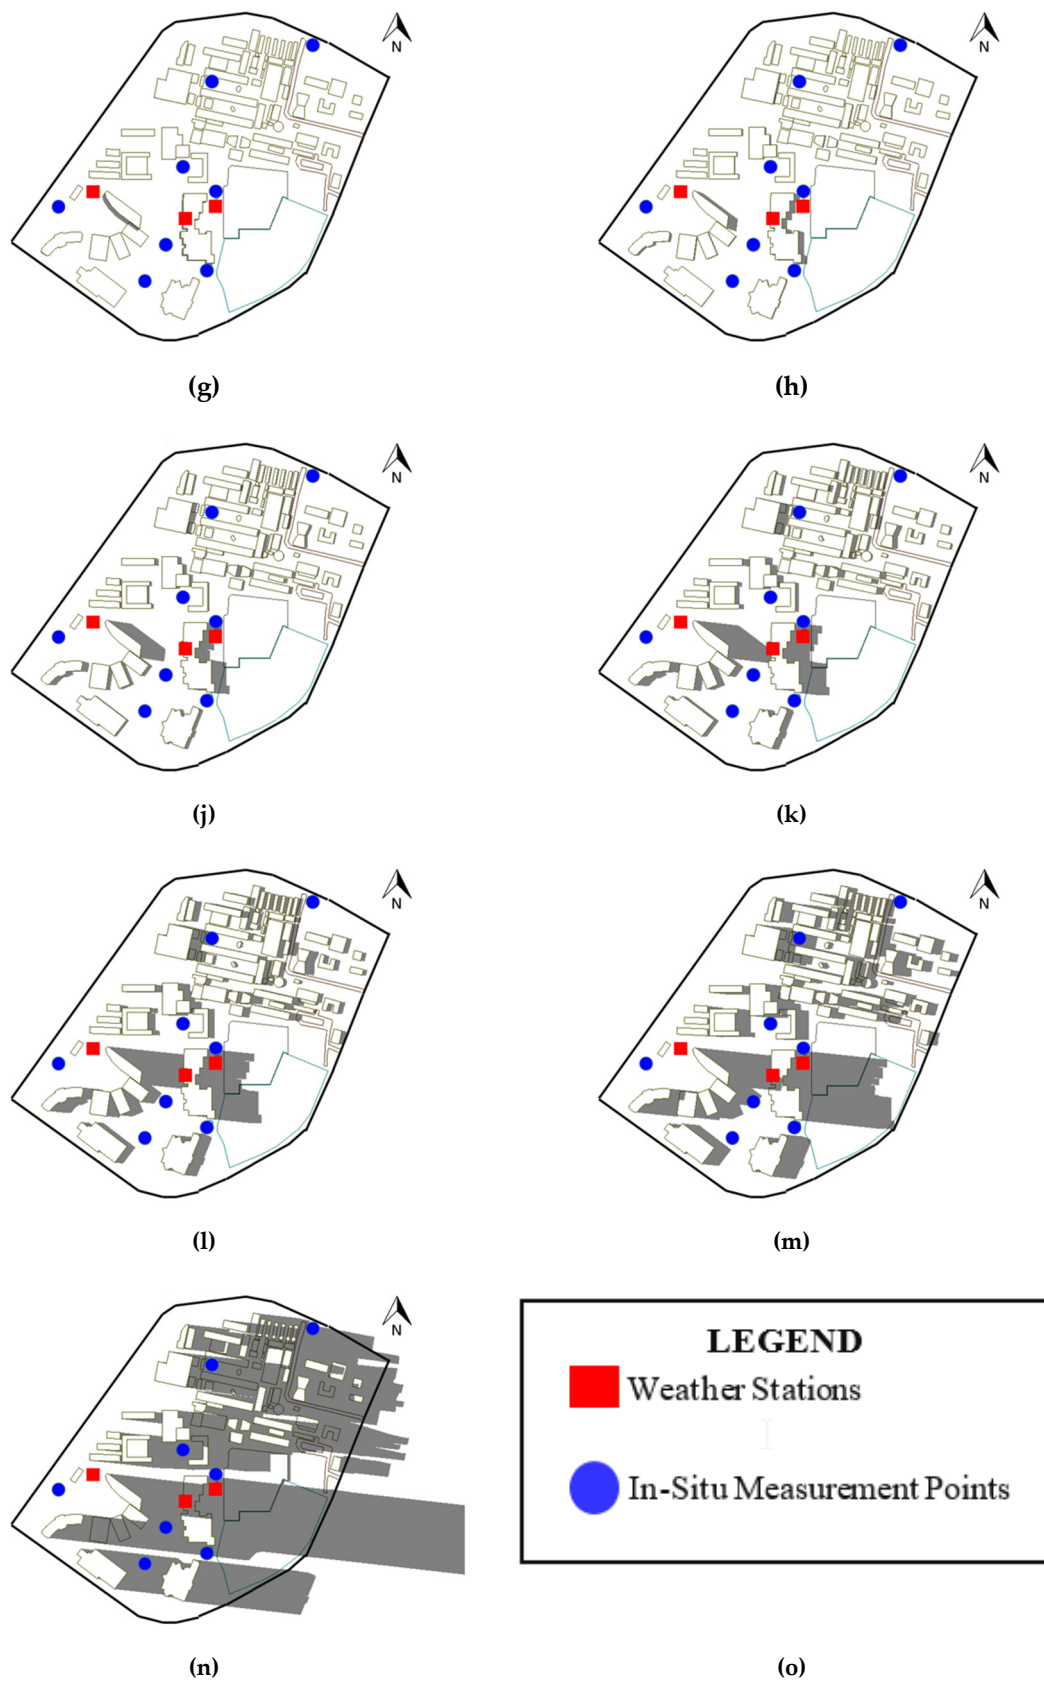 N N
(g) (h)
N N
(j) (k)
N N
(l) (m)
N
LEGEND
Weather Stations
In-Situ Measurement Points
(n) (o)